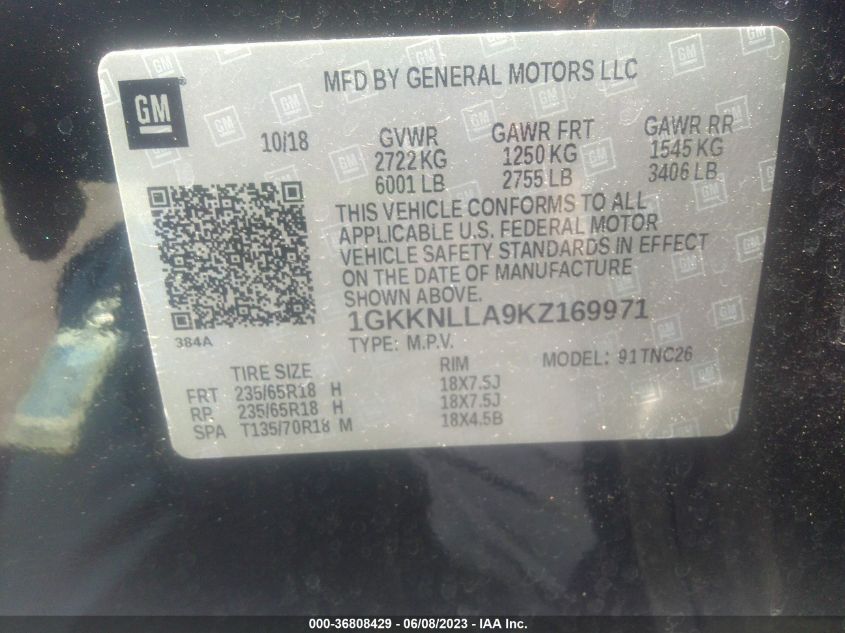 MFD BY GENERAL MOTORS LLC
GM
10/18 GVWR GAWR FRT GAWR RR
2722 KG 1250 KG 1545 KG
6001 LB 2755 LB 3406 LB
THIS VEHICLE CONFORMS TO ALL
APPLICABLE U.S. FEDERAL MOTOR
VEHICLE SAFETY STANDARDS IN EFFECT
ON THE DATE OF MANUFACTURE
SHOWN ABOVE.
1GKKNLLA9KZ169971
384A
TYPE: M.P.V. MODEL: 91TNC26
TIRE SIZE RIM
FRT 235/65R18 H 18X7.5J
RR 235/65R18 H 18X7.5J
SPA T135/70R18 M 18X4.5B
000-36808429 - 06/08/2023 - IAA Inc.